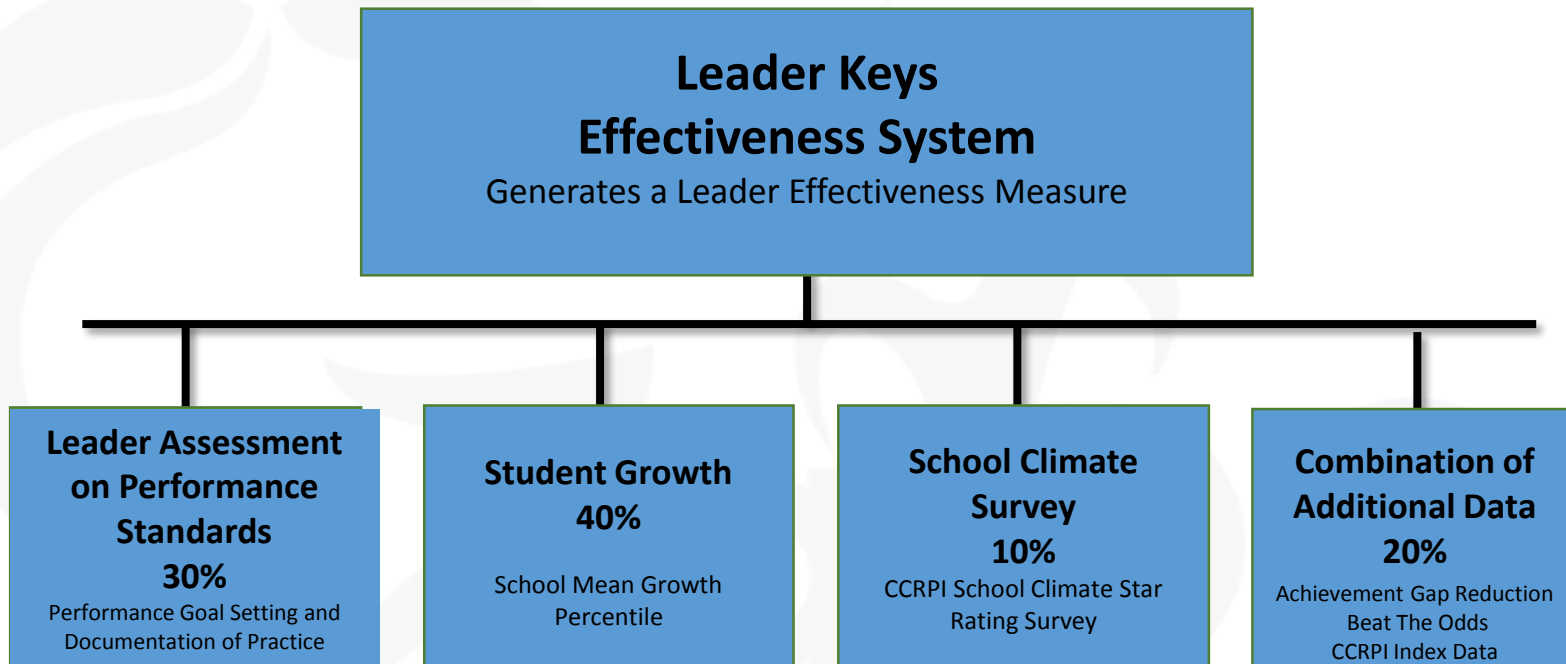 Leader Keys
Effectiveness System
Generates a Leader Effectiveness Measure
Leader Assessment
on Performance
Standards
30%
Performance Goal Setting and
Documentation of Practice
Student Growth
40%
School Mean Growth
Percentile
School Climate
Survey
10%
CCRPI School Climate Star
Rating Survey
Combination of
Additional Data
20%
Achievement Gap Reduction
Beat The Odds
CCRPI Index Data